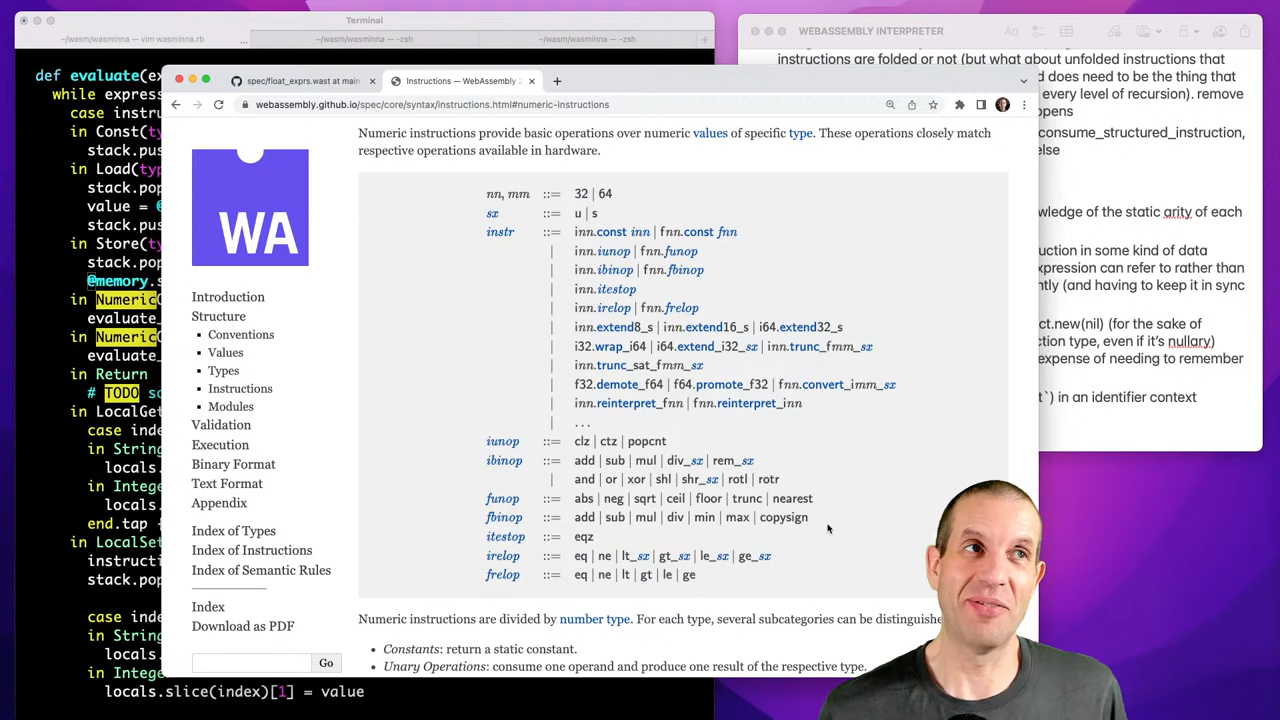 Terminal
~/wasm/wasminna — vim wasminna.rb
...
~/wasm/wasminna — -zsh
~/wasm/wasminna — -zsh
+
def evaluate(ex
while express
case instru
in Const(ty
stack.pus
in Load(typ
stack.pop
value = @
stack.pus
in Store(ty
stack.pop
@memory.s
in NumericO
evaluate_
in NumericO
evaluate_
in Return
# TODO so
in LocalGet
case inde
in String
locals.
in Integer
locals.
end.tap {
in LocalSet
instructi
stack.pop
case inde
in String
locals.
in Intege
locals.slice(index)[1] = value
WEBASSEMBLY INTERPRETER
instructions are folded or not (but what about unfolded instructions that
d does need to be the thing that
every level of recursion). remove
opens
consume_structured_instruction,
else
wledge of the static arity of each
uction in some kind of data
expression can refer to rather than
ntly (and having to keep it in sync
ct.new(nil) (for the sake of
ction type, even if it's nullary)
expense of needing to remember
t`) in an identifier context
spec/float_exprs.wast at main
Instructions — WebAssembly 2
webassembly.github.io/spec/core/syntax/instructions.html#numeric-instructions
WA
Introduction
Structure
Conventions
Values
Types
Instructions
Modules
Validation
Execution
Binary Format
Text Format
Appendix
Index of Types
Index of Instructions
Index of Semantic Rules
Index
Download as PDF
Go
Numeric instructions provide basic operations over numeric values of specific type. These operations closely match
respective operations available in hardware.
nn, mm ::= 32 | 64
sx ::= u | s
instr ::= inn.const inn | fnn.const fnn
| inn.iunop | fnn.funop
| inn.ibinop | fnn.fbinop
| inn.itestop
| inn.irelop | fnn.frelop
| inn.extend8_s | inn.extend16_s | i64.extend32_s
| i32.wrap_i64 | i64.extend_i32_sx | inn.trunc_fmm_sx
| inn.trunc_sat_fmm_sx
| f32.demote_f64 | f64.promote_f32 | fnn.convert_imm_sx
| inn.reinterpret_fnn | fnn.reinterpret_inn
| ...
iunop ::= clz | ctz | popcnt
ibinop ::= add | sub | mul | div_sx | rem_sx
| and | or | xor | shl | shr_sx | rotl | rotr
funop ::= abs | neg | sqrt | ceil | floor | trunc | nearest
fbinop ::= add | sub | mul | div | min | max | copysign
itestop ::= eqz
irelop ::= eq | ne | lt_sx | gt_sx | le_sx | ge_sx
frelop ::= eq | ne | lt | gt | le | ge
Numeric instructions are divided by number type. For each type, several subcategories can be distinguishe
Constants: return a static constant.
Unary Operations: consume one operand and produce one result of the respective type.